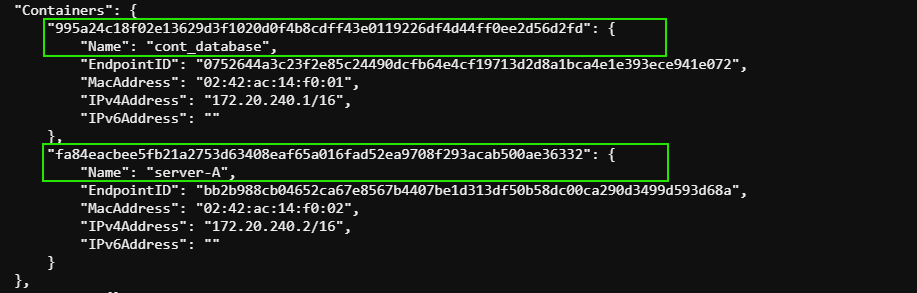 "Containers": {
"995a24c18f02e13629d3f1020d0f4b8cdff43e0119226df4d44ff0ee2d56d2fd": {
"Name": "cont_database",
"EndpointID": "0752644a3c23f2e85c24490dcfb64e4cf19713d2d8a1bca4e1e393ece941e072",
"MacAddress": "02:42:ac:14:f0:01",
"IPv4Address": "172.20.240.1/16",
"IPv6Address": ""
},
"fa84eacbee5fb21a2753d63408eaf65a016fad52ea9708f293acab500ae36332": {
"Name": "server-A",
"EndpointID": "bb2b988cb04652ca67e8567b4407be1d313df50b58dc00ca290d3499d593d68a",
"MacAddress": "02:42:ac:14:f0:02",
"IPv4Address": "172.20.240.2/16",
"IPv6Address": ""
}
},